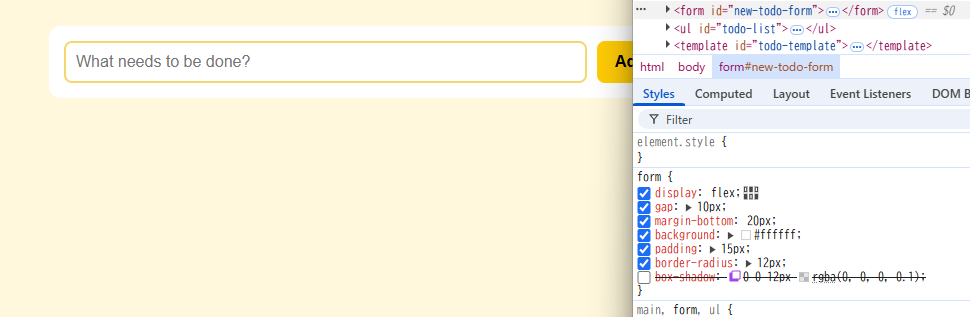 What needs to be done?
<form id="new-todo-form"> … </form> flex == $0
<ul id="todo-list"> … </ul>
<template id="todo-template"> … </template>
html body form#new-todo-form
Styles Computed Layout Event Listeners DOM B
Filter
element.style {
}
form {
display: flex;
gap: 10px;
margin-bottom: 20px;
background: #ffffff;
padding: 15px;
border-radius: 12px;
box-shadow: 0 0 12px rgba(0, 0, 0, 0.1);
}
main, form, ul {